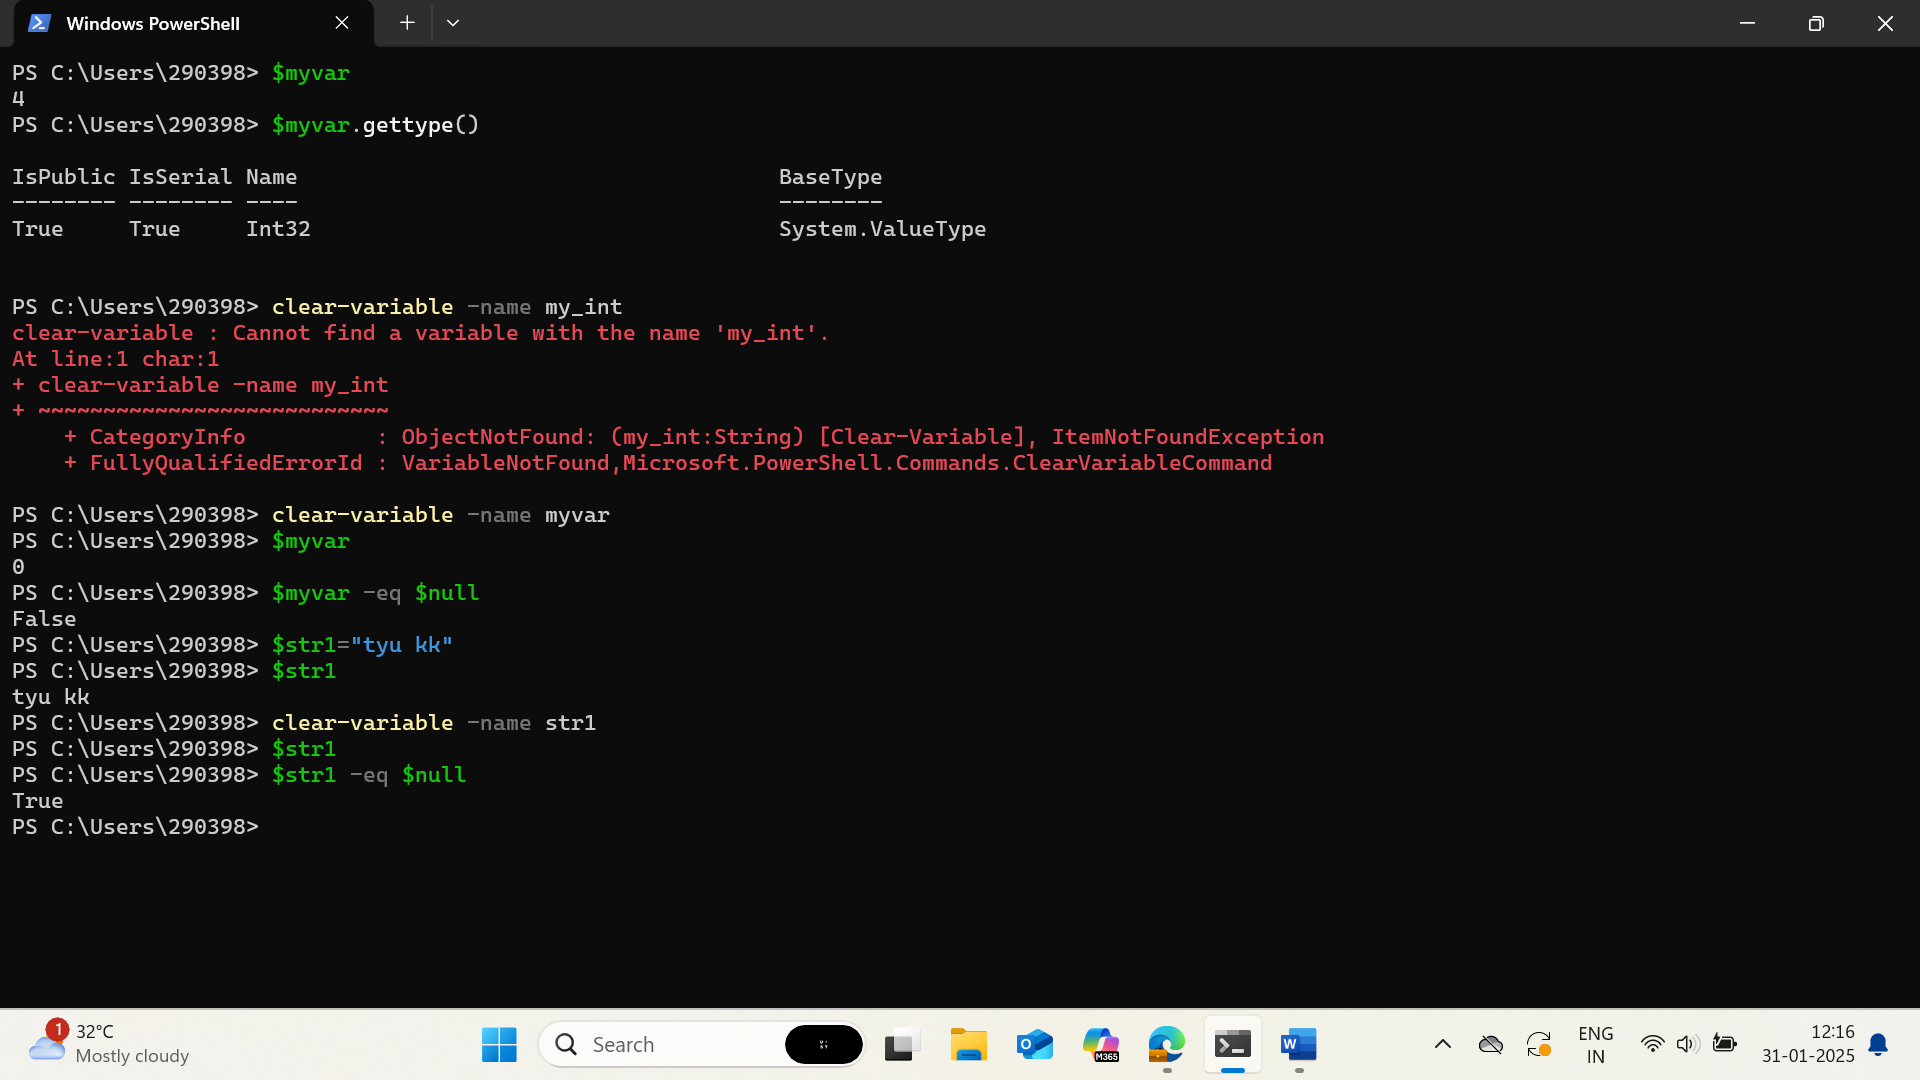 Windows PowerShell
PS C:\Users\290398> $myvar
4
PS C:\Users\290398> $myvar.gettype()
IsPublic IsSerial Name                                     BaseType
-------- -------- ----                                     --------
True     True     Int32                                    System.ValueType
PS C:\Users\290398> clear-variable -name my_int
clear-variable : Cannot find a variable with the name 'my_int'.
At line:1 char:1
+ clear-variable -name my_int
+ ~~~~~~~~~~~~~~~~~~~~~~~~~~~
    + CategoryInfo          : ObjectNotFound: (my_int:String) [Clear-Variable], ItemNotFoundException
    + FullyQualifiedErrorId : VariableNotFound,Microsoft.PowerShell.Commands.ClearVariableCommand
PS C:\Users\290398> clear-variable -name myvar
PS C:\Users\290398> $myvar
0
PS C:\Users\290398> $myvar -eq $null
False
PS C:\Users\290398> $str1="tyu kk"
PS C:\Users\290398> $str1
tyu kk
PS C:\Users\290398> clear-variable -name str1
PS C:\Users\290398> $str1
PS C:\Users\290398> $str1 -eq $null
True
PS C:\Users\290398>
1
32°C
Mostly cloudy
Search
M365
ENG
IN
12:16
31-01-2025